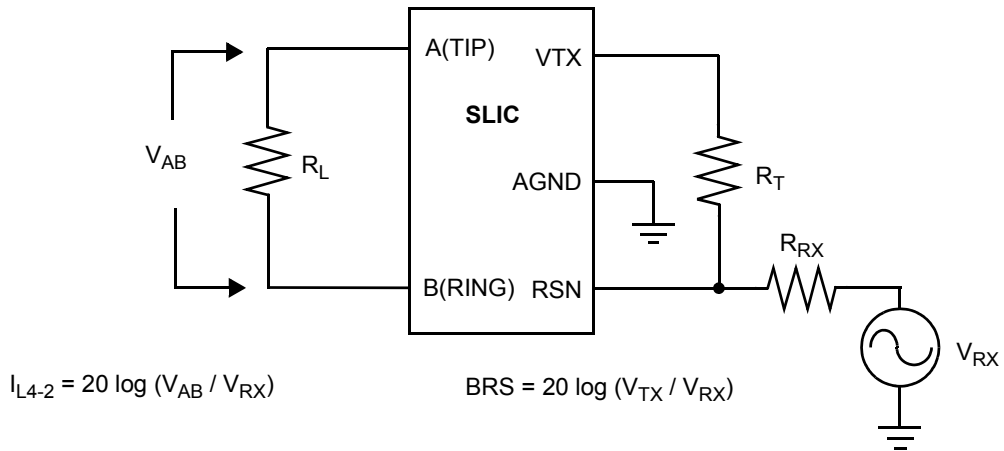 A(TIP)
VTX
SLIC
V_AB
R_L
R_T
AGND
R_RX
B(RING)
RSN
V_RX
I_L4-2 = 20 log (V_AB / V_RX)
BRS = 20 log (V_TX / V_RX)